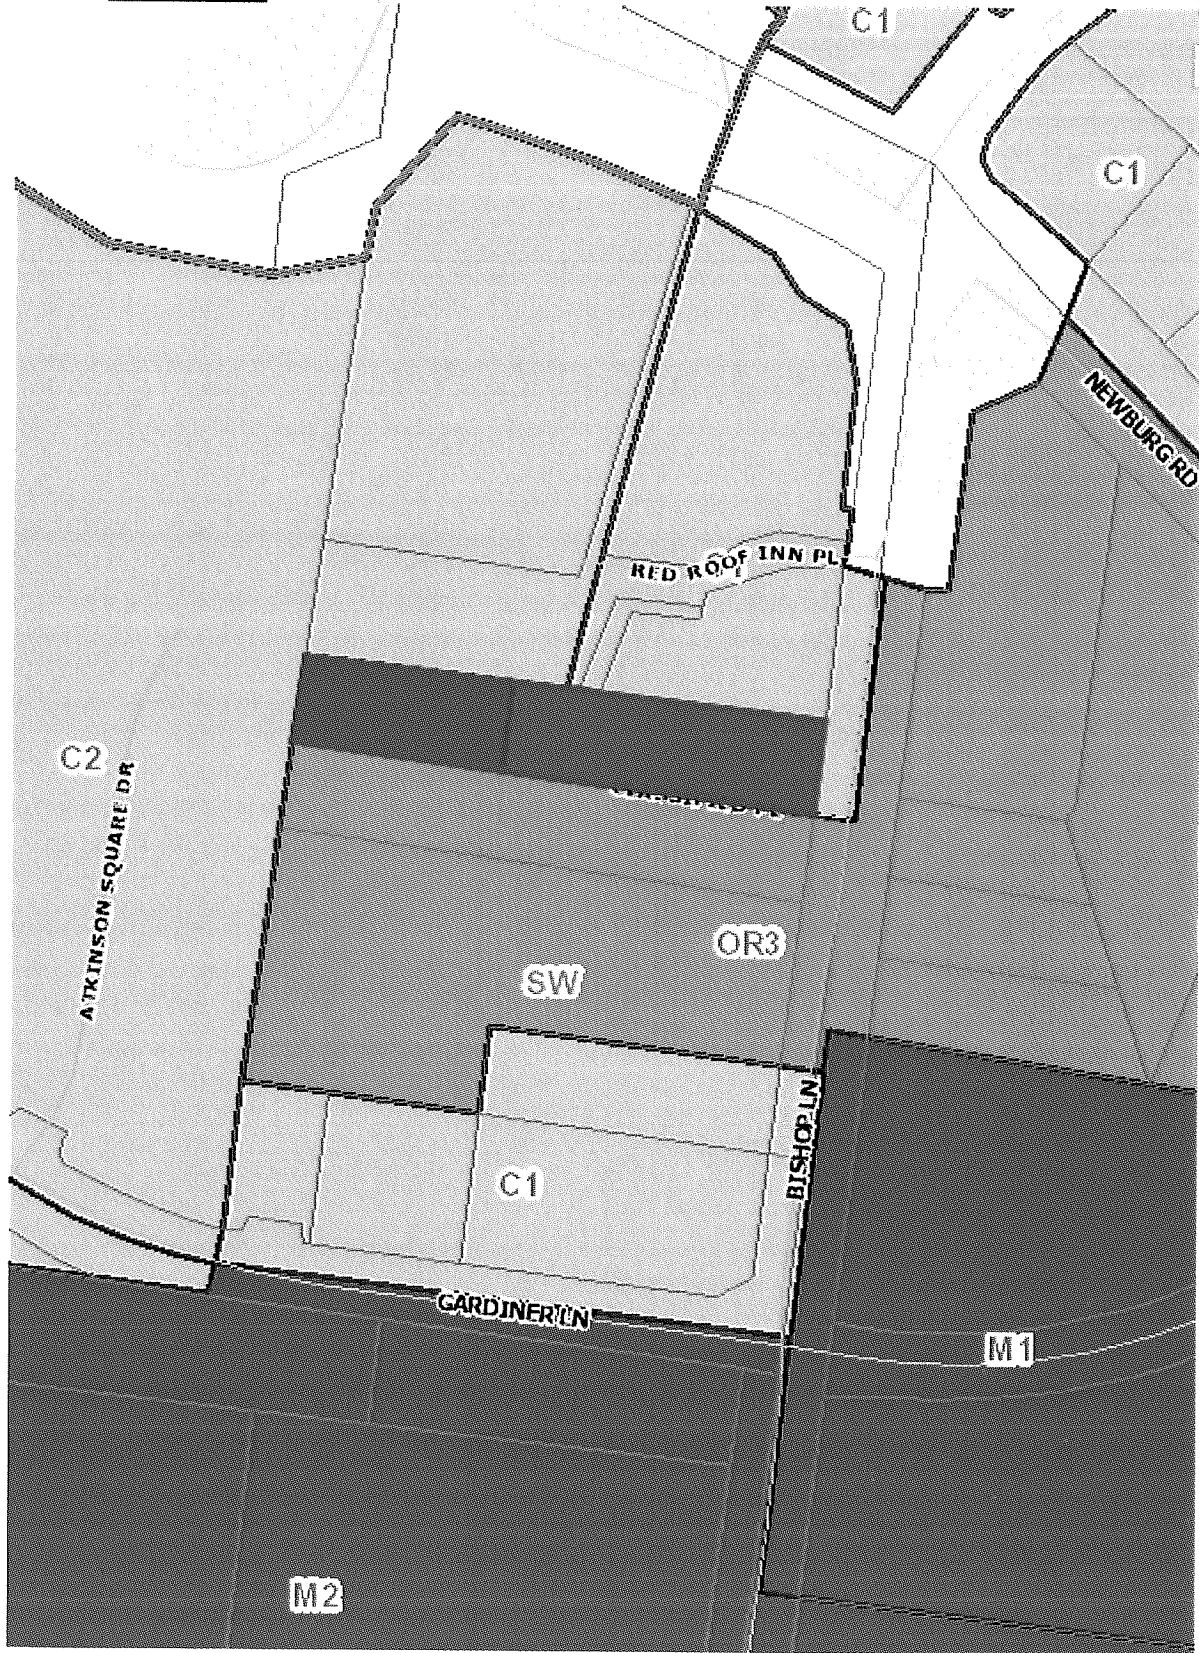 C1
C1
NEWBURG RD
RED ROOF INN PL
C2
ATKINSON SQUARE DR
OR3
SW
BISHOP LN
C1
GARDINER LN
M1
M2